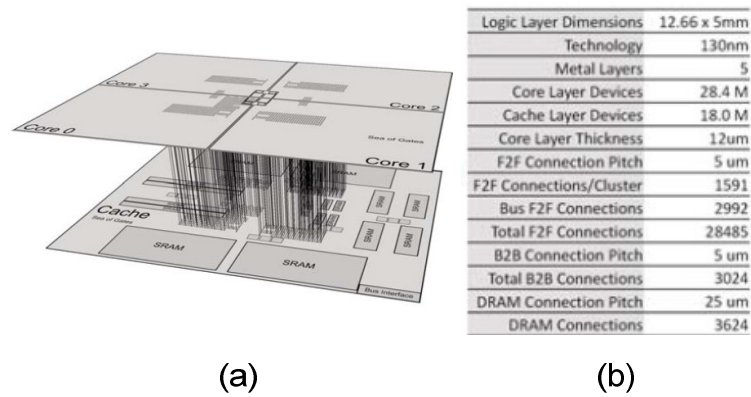 Core 3
Core 2
Core 0
Sea of Gates
Core 1
SRAM
SRAM
SRAM
Cache
Sea of Gates
SRAM
SRAM
SRAM
SRAM
Bus Interface
Logic Layer Dimensions 12.66 x 5mm
Technology 130nm
Metal Layers 5
Core Layer Devices 28.4 M
Cache Layer Devices 18.0 M
Core Layer Thickness 12um
F2F Connection Pitch 5 um
F2F Connections/Cluster 1591
Bus F2F Connections 2992
Total F2F Connections 28485
B2B Connection Pitch 5 um
Total B2B Connections 3024
DRAM Connection Pitch 25 um
DRAM Connections 3624
(a)
(b)